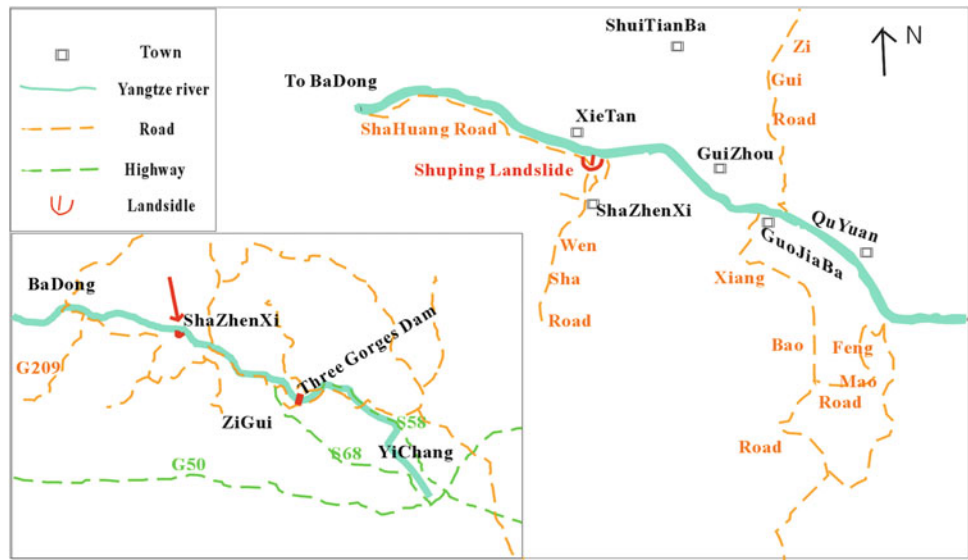 Town
Yangtze river
Road
Highway
Landsidle
N
ShuiTianBa
Zi
Gui
Road
To BaDong
XieTan
ShaHuang Road
GuiZhou
Shuping Landslide
ShaZhenXi
QuYuan
GuoJiaBa
Wen
Sha
Road
Xiang
Bao
Road
Feng
Mao
Road
BaDong
ShaZhenXi
G209
Three Gorges Dam
ZiGui
S58
S68
YiChang
G50